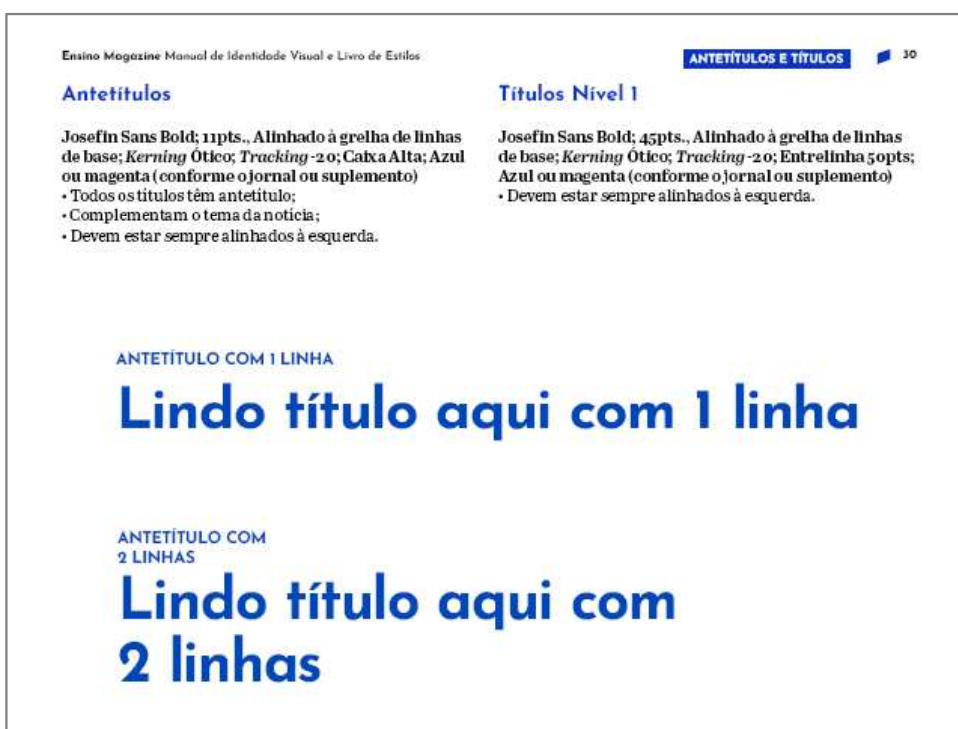 Ensino Magazine Manual de Identidade Visual e Livro de Estilos
ANTETÍTULOS E TÍTULOS
30
Antetítulos
Josefin Sans Bold; 11pts., Alinhado à grelha de linhas
de base; Kerning Ótico; Tracking -20; Caixa Alta; Azul
ou magenta (conforme o jornal ou suplemento)
• Todos os títulos têm antetítulo;
• Complementam o tema da notícia;
• Devem estar sempre alinhados à esquerda.
Títulos Nível 1
Josefin Sans Bold; 45pts., Alinhado à grelha de linhas
de base; Kerning Ótico; Tracking -20; Entrelinha 50pts;
Azul ou magenta (conforme o jornal ou suplemento)
• Devem estar sempre alinhados à esquerda.
ANTETÍTULO COM 1 LINHA
Lindo título aqui com 1 linha
ANTETÍTULO COM
2 LINHAS
Lindo título aqui com
2 linhas